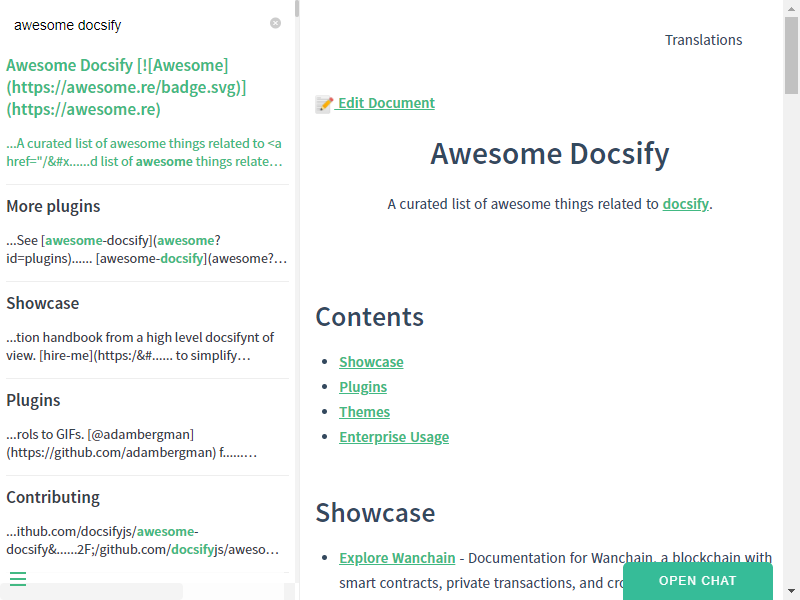 awesome docsify
Awesome Docsify [![Awesome]
(https://awesome.re/badge.svg)]
(https://awesome.re)
...A curated list of awesome things related to <a
href="/&#x......d list of awesome things relate…
More plugins
...See [awesome-docsify](awesome?
id=plugins)...... [awesome-docsify](awesome?…
Showcase
...tion handbook from a high level docsifynt of
view. [hire-me](https:/&#...... to simplify…
Plugins
...rols to GIFs. [@adambergman]
(https://github.com/adambergman) f......…
Contributing
...ithub.com/docsifyjs/awesome-
docsify&......2F;/github.com/docsifyjs/aweso…
Translations
Edit Document
Awesome Docsify
A curated list of awesome things related to docsify.
Contents
Showcase
Plugins
Themes
Enterprise Usage
Showcase
Explore Wanchain - Documentation for Wanchain, a blockchain with
smart contracts, private transactions, and
OPEN CHAT